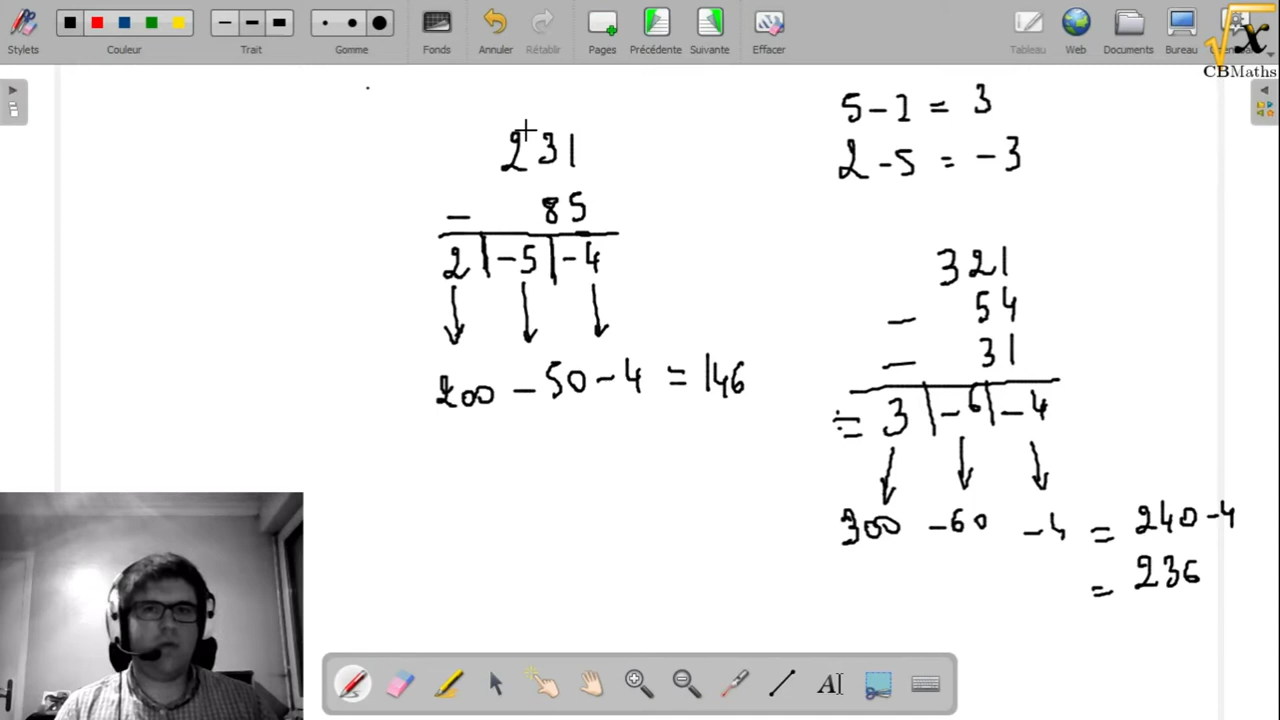 Stylets Couleur Trait Gomme Fonds Annuler Rétablir Pages Précédente Suivante Effacer Tableau Web Documents Bureau
CBMaths
231
- 85
2 | -5 | -4
200 - 50 - 4 = 146
5 - 2 = 3
2 - 5 = -3
321
- 54
- 31
= 3 | -6 | -4
300 - 60 - 4 = 240 - 4
= 236
AI